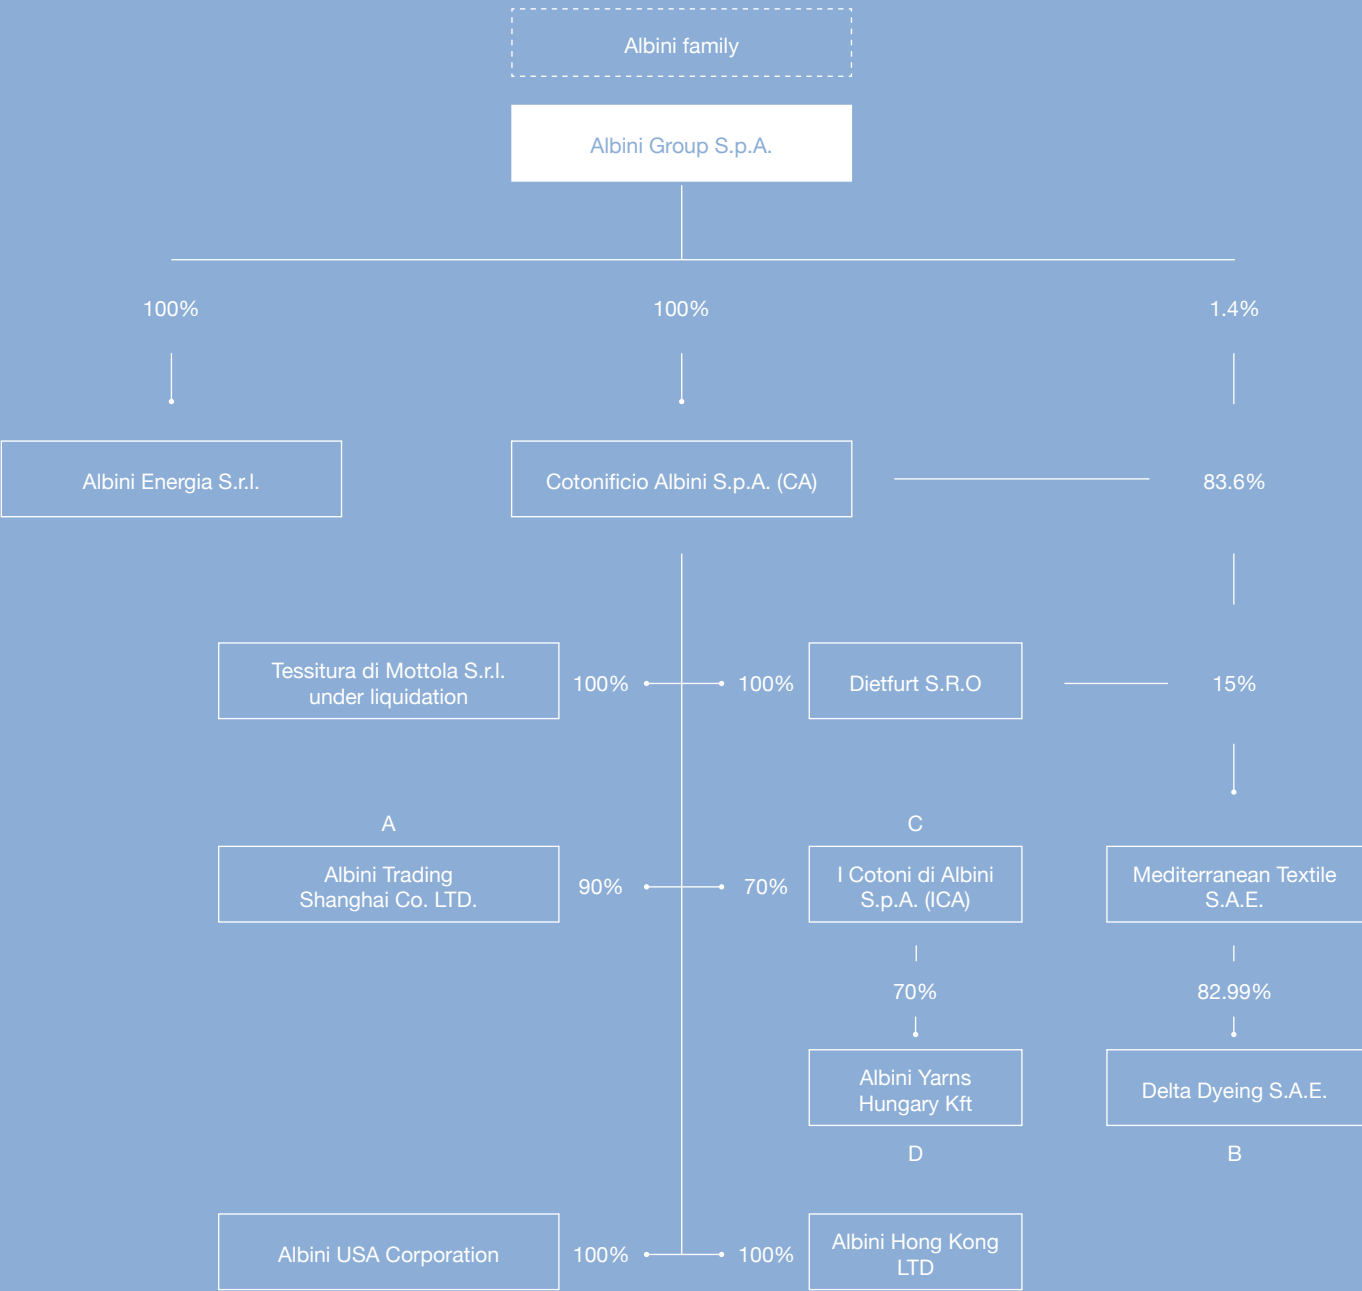 Albini family
Albini Group S.p.A.
100%
100%
1.4%
Albini Energia S.r.l.
Cotonificio Albini S.p.A. (CA)
83.6%
Tessitura di Mottola S.r.l.
under liquidation
100%
100%
Dietfurt S.R.O
15%
A
C
Albini Trading
Shanghai Co. LTD.
90%
70%
I Cotoni di Albini
S.p.A. (ICA)
Mediterranean Textile
S.A.E.
70%
82.99%
Albini Yarns
Hungary Kft
Delta Dyeing S.A.E.
D
B
Albini USA Corporation
100%
100%
Albini Hong Kong
LTD